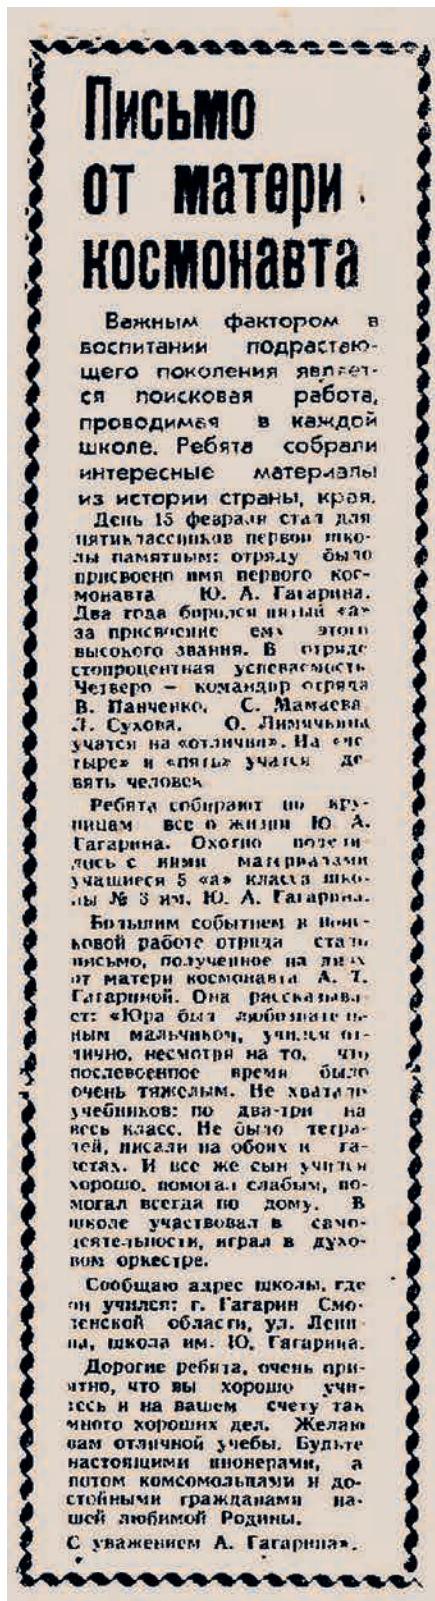 Письмо
от матери
космонавта
Важным фактором в
воспитании подрастаю-
щего поколения являет-
ся поисковая работа,
проводимая в каждой
школе. Ребята собрали
интересные материалы
из истории страны, края.
День 15 февраля стал для
пятиклассников первой шко-
лы памятным: отряду было
присвоено имя первого кос-
монавта Ю. А. Гагарина.
Два года боролся пятый «а»
за присвоение ему этого
высокого звания. В отряде
стопроцентная успеваемость
Четверо — командир отряда
В. Панченко, С. Мамаева
Л. Сухова, О.
учатся на «отлично». На «че
тыре» и «пять» учатся де
вять человек
Ребята собирают по кру-
пицам все о жизни Ю А.
Гагарина. Охотно подели
лись с ними материалами
учащиеся 5 «а» класса шко-
лы № 3 им. Ю. А. Гагарина.
Большим событием в поис-
ковой работе отряда стало
письмо, полученное на днях
от матери космонавта А. Т.
Гагариной. Она рассказыва
ет: «Юра был любознатель-
ным мальчиком, учился от-
лично, несмотря на то, что
послевоенное время было
очень тяжелым. Не хватало
учебников: по два-три на
весь класс. Не было тетра-
дей, писали на обоях и га-
зетах. И все же сын учился
хорошо, помогал слабым, по-
могал всегда по дому. В
школе участвовал в само-
деятельности, играл в духо-
вом оркестре.
Сообщаю адрес школы, где
он учился: г. Гагарин Смо-
ленской области, ул. Лени
на, школа им. Ю. Гагарина.
Дорогие ребята, очень при-
ятно, что вы хорошо учи-
тесь и на вашем счету так
много хороших дел. Желаю
вам отличной учебы. Будьте
настоящими пионерами, а
потом комсомольцами и до-
стойными гражданами на-
шей любимой Родины.
С уважением А. Гагарина».